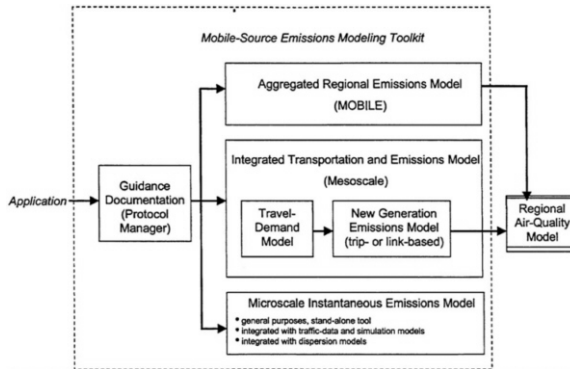 Mobile-Source Emissions Modeling Toolkit
Aggregated Regional Emissions Model
(MOBILE)
Integrated Transportation and Emissions Model
(Mesoscale)
Application
Guidance
Documentation
(Protocol
Manager)
Travel-
Demand
Model
New Generation
Emissions Model
(trip- or link-based)
Regional
Air-Quality
Model
Microscale Instantaneous Emissions Model
• general purposes, stand-alone tool
• integrated with traffic-data and simulation models
• integrated with dispersion models